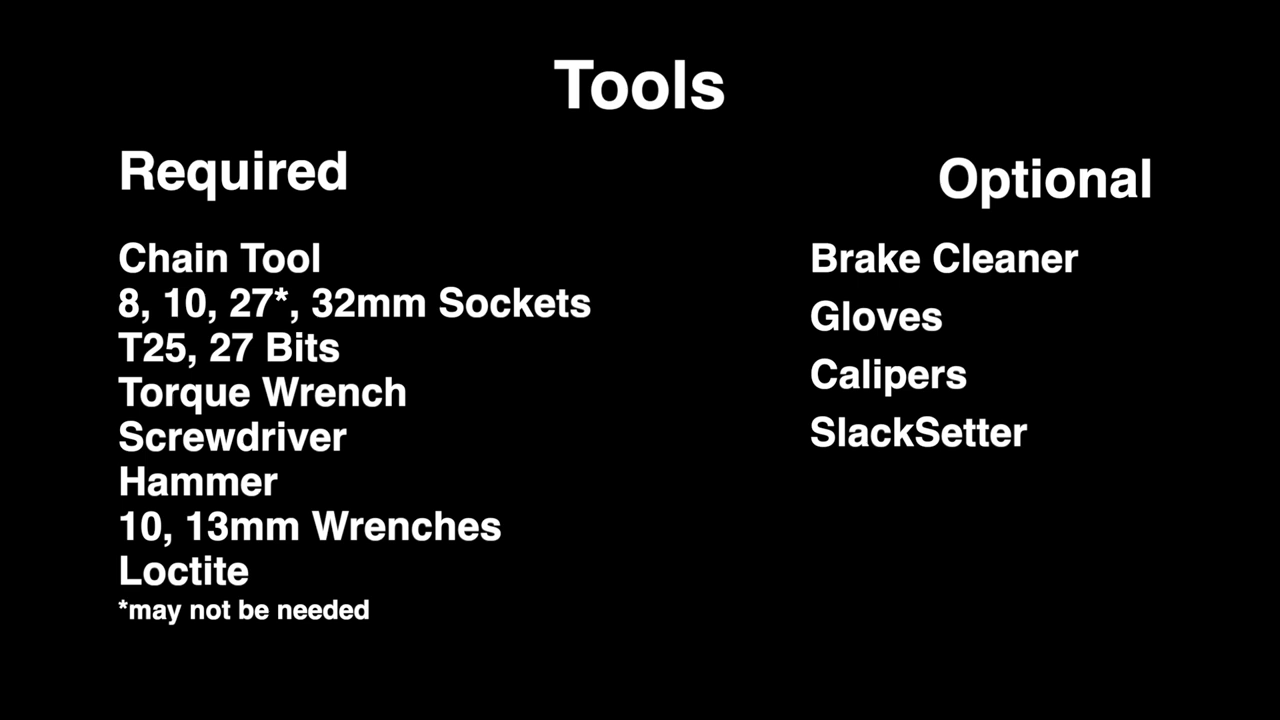 Tools
Required
Chain Tool
8, 10, 27*, 32mm Sockets
T25, 27 Bits
Torque Wrench
Screwdriver
Hammer
10, 13mm Wrenches
Loctite
*may not be needed
Optional
Brake Cleaner
Gloves
Calipers
SlackSetter